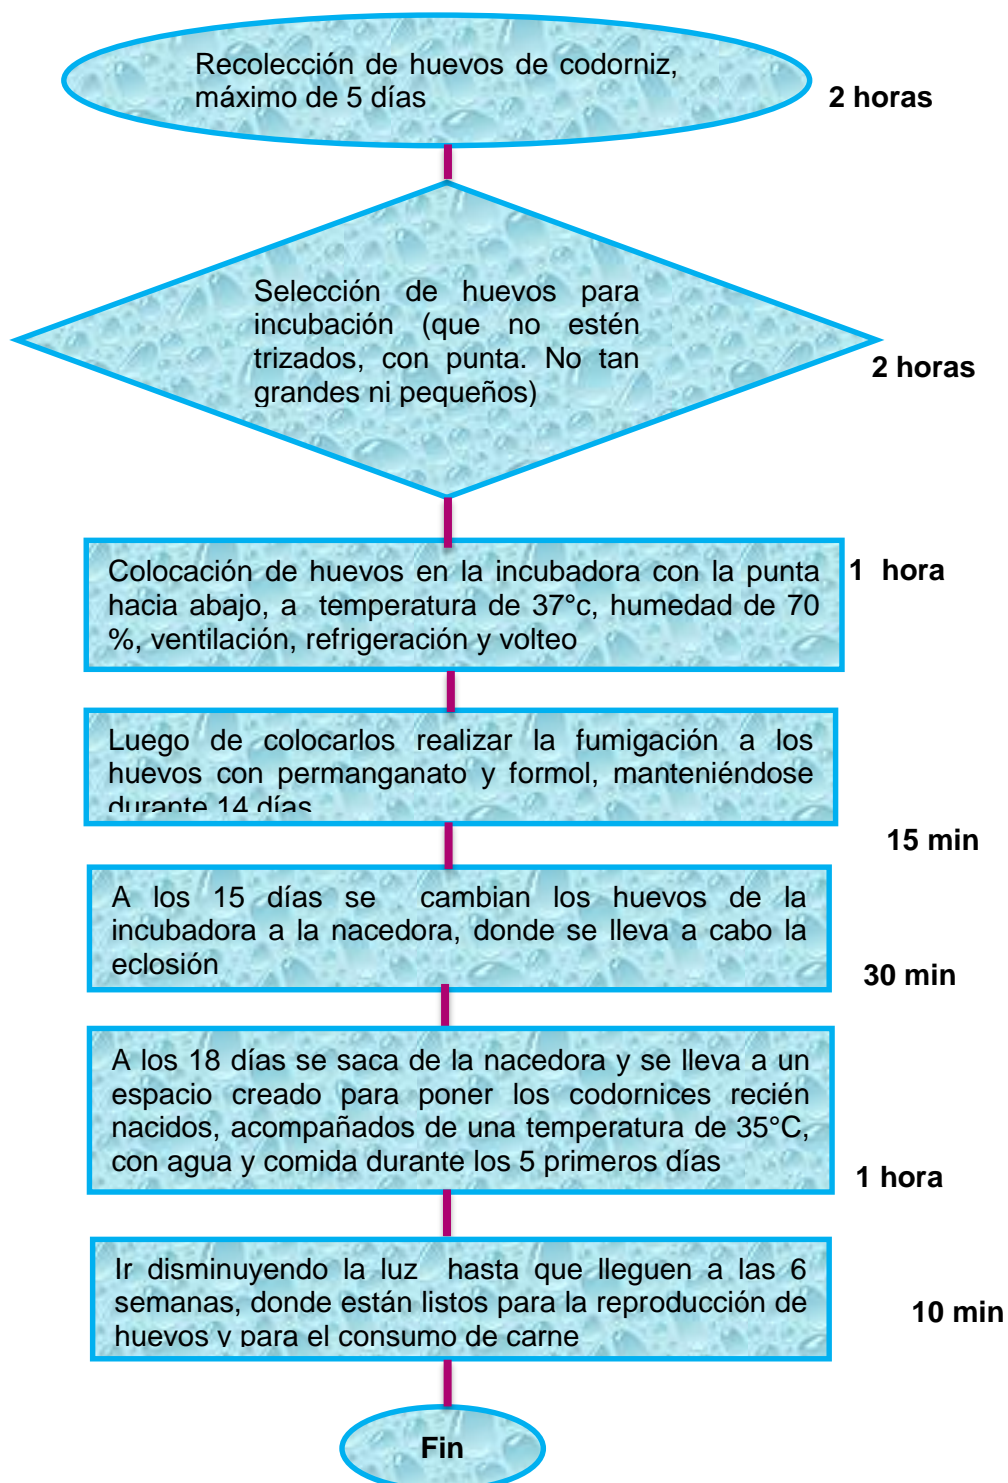 Recolección de huevos de codorniz,
máximo de 5 días
2 horas
Selección de huevos para
incubación (que no estén
trizados, con punta. No tan
grandes ni pequeños)
2 horas
Colocación de huevos en la incubadora con la punta
hacia abajo, a temperatura de 37°c, humedad de 70
%, ventilación, refrigeración y volteo
1 hora
Luego de colocarlos realizar la fumigación a los
huevos con permanganato y formol, manteniéndose
durante 14 días
15 min
A los 15 días se cambian los huevos de la
incubadora a la nacedora, donde se lleva a cabo la
eclosión
30 min
A los 18 días se saca de la nacedora y se lleva a un
espacio creado para poner los codornices recién
nacidos, acompañados de una temperatura de 35°C,
con agua y comida durante los 5 primeros días
1 hora
Ir disminuyendo la luz hasta que lleguen a las 6
semanas, donde están listos para la reproducción de
huevos y para el consumo de carne
10 min
Fin